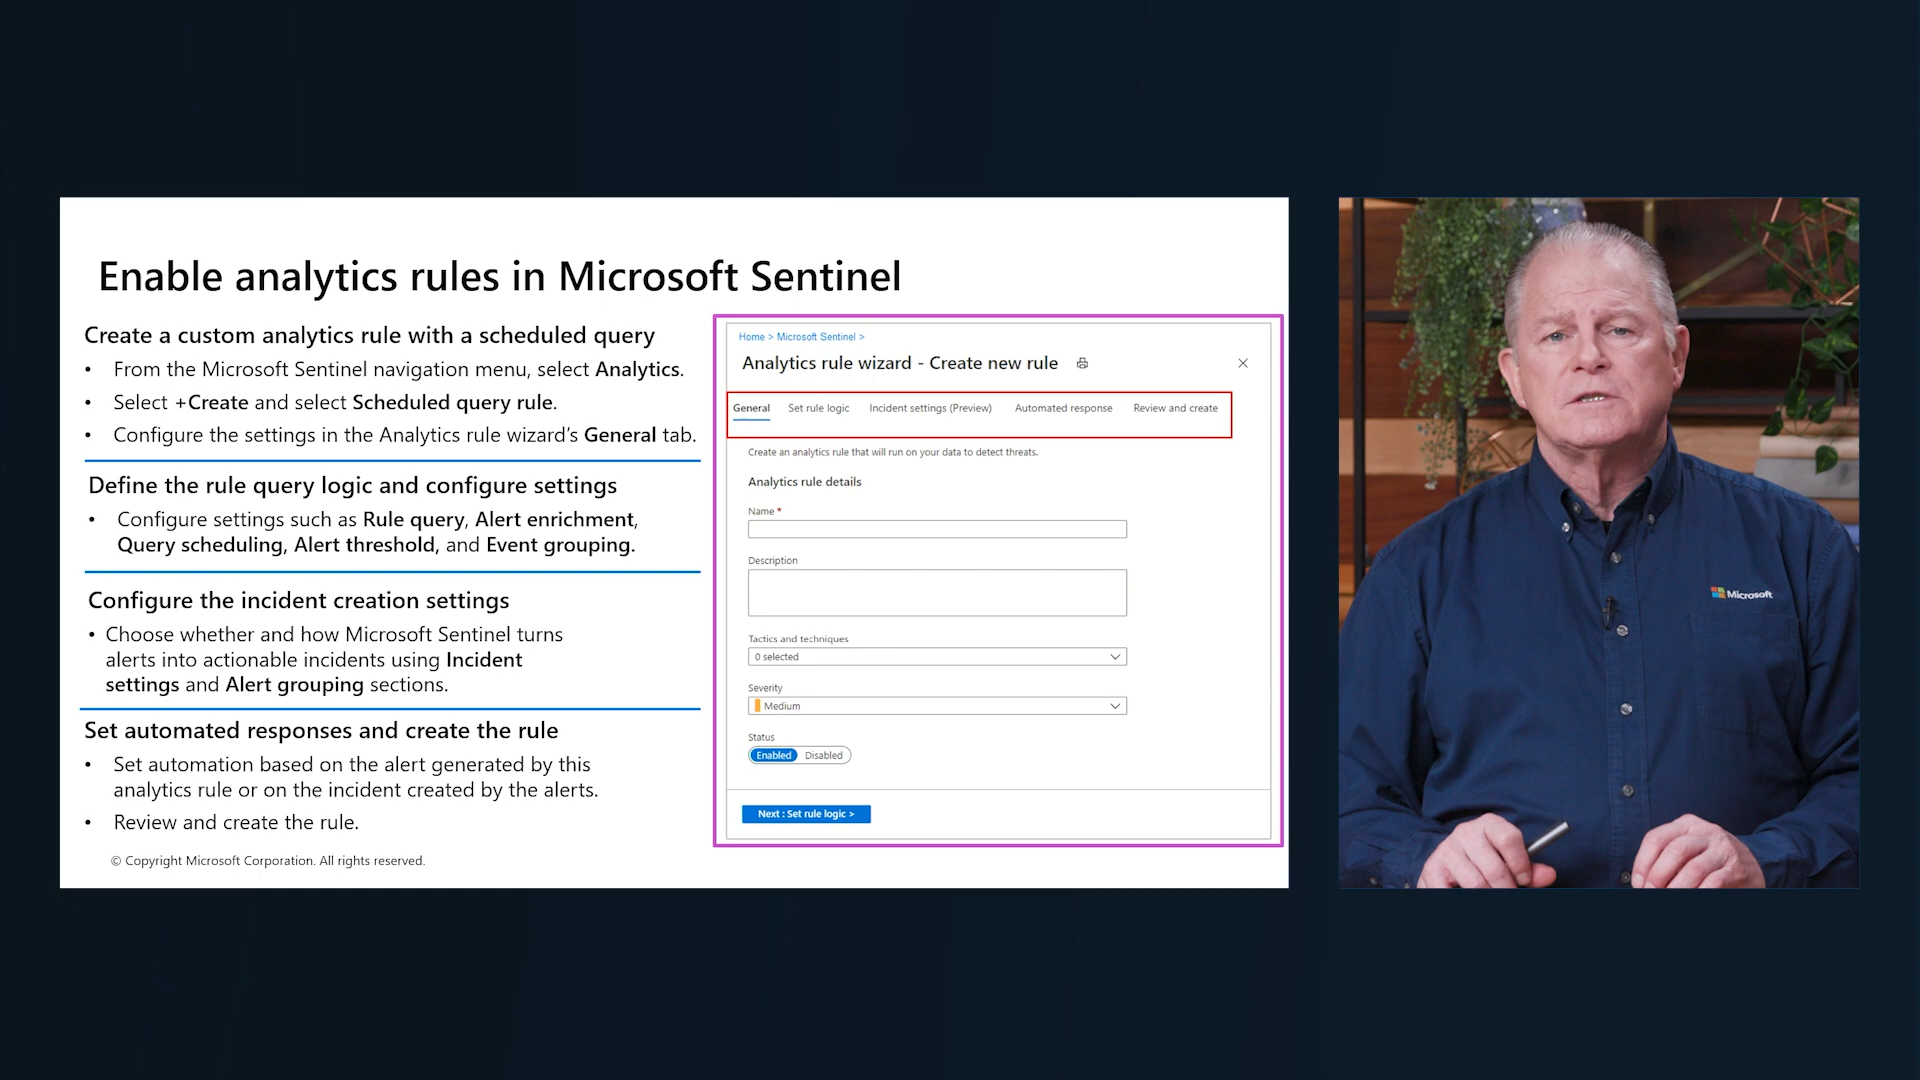 Enable analytics rules in Microsoft Sentinel
Create a custom analytics rule with a scheduled query
• From the Microsoft Sentinel navigation menu, select Analytics.
• Select +Create and select Scheduled query rule.
• Configure the settings in the Analytics rule wizard's General tab.
Define the rule query logic and configure settings
• Configure settings such as Rule query, Alert enrichment,
Query scheduling, Alert threshold, and Event grouping.
Configure the incident creation settings
• Choose whether and how Microsoft Sentinel turns
alerts into actionable incidents using Incident
settings and Alert grouping sections.
Set automated responses and create the rule
• Set automation based on the alert generated by this
analytics rule or on the incident created by the alerts.
• Review and create the rule.
© Copyright Microsoft Corporation. All rights reserved.
Home > Microsoft Sentinel >
Analytics rule wizard - Create new rule
General Set rule logic Incident settings (Preview) Automated response Review and create
Create an analytics rule that will run on your data to detect threats.
Analytics rule details
Name *
Description
Tactics and techniques
0 selected
Severity
Medium
Status
Enabled Disabled
Next : Set rule logic >
Microsoft